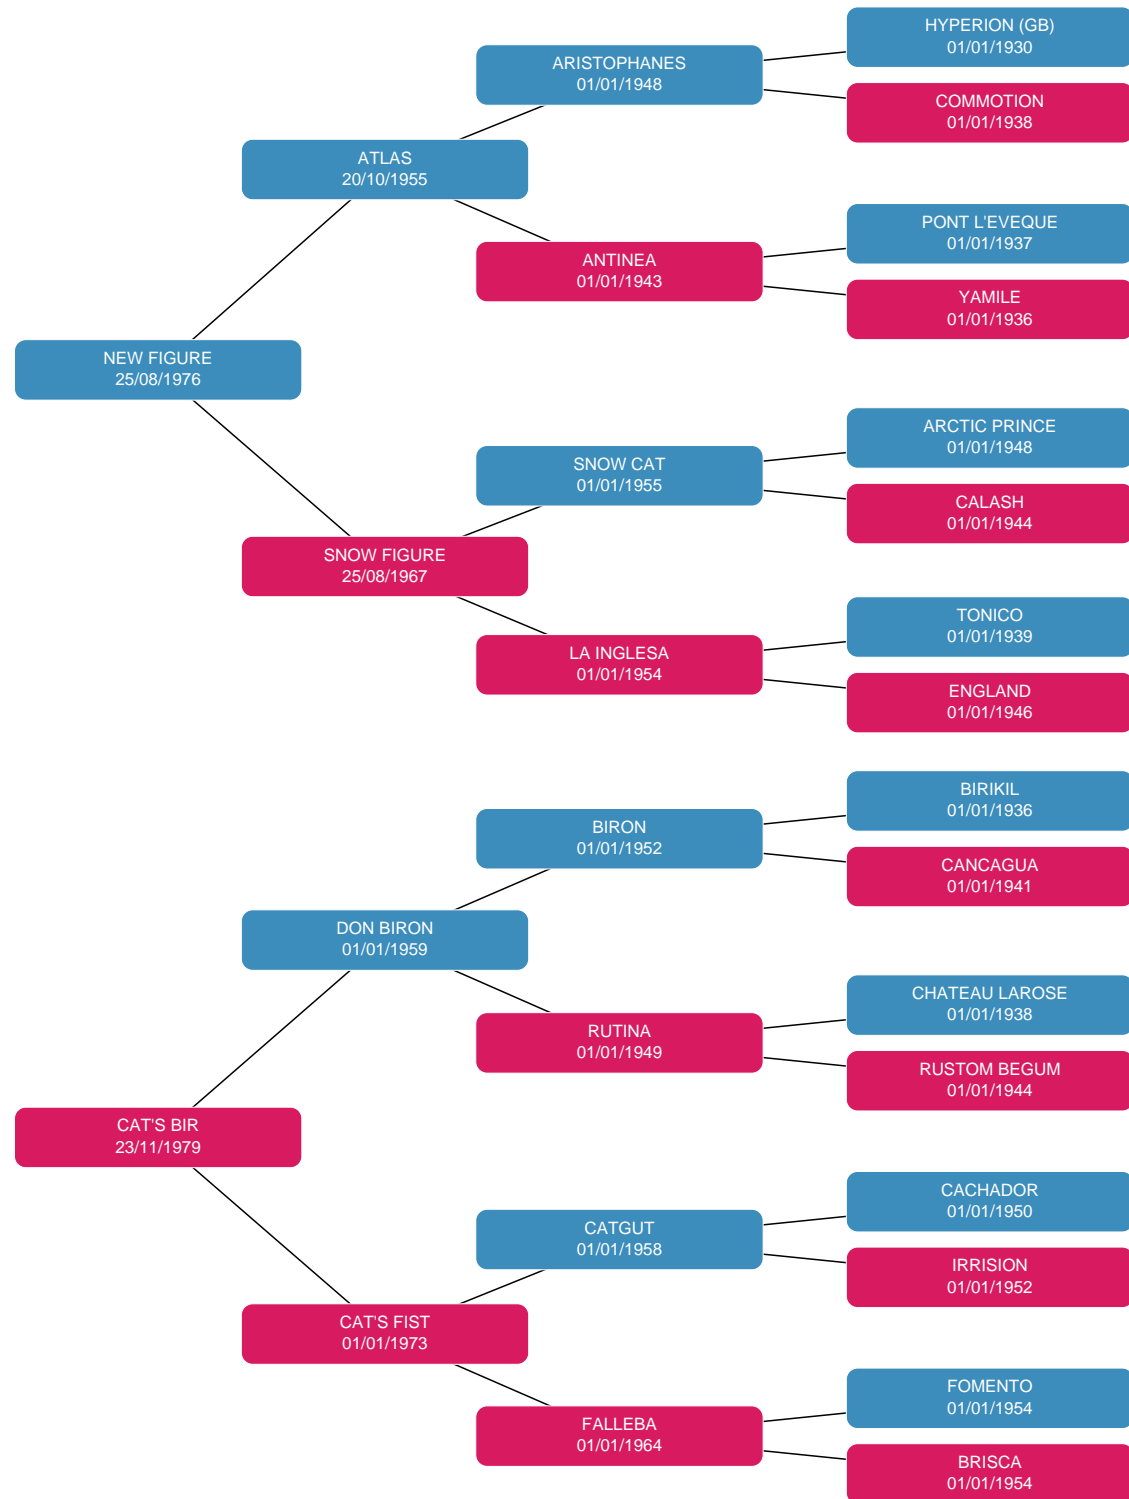 HYPERION (GB)
01/01/1930
ARISTOPHANES
01/01/1948
COMMOTION
01/01/1938
ATLAS
20/10/1955
PONT L'EVEQUE
01/01/1937
ANTINEA
01/01/1943
YAMILE
01/01/1936
NEW FIGURE
25/08/1976
ARCTIC PRINCE
01/01/1948
SNOW CAT
01/01/1955
CALASH
01/01/1944
SNOW FIGURE
25/08/1967
TONICO
01/01/1939
LA INGLESA
01/01/1954
ENGLAND
01/01/1946
BIRIKIL
01/01/1936
BIRON
01/01/1952
CANCAGUA
01/01/1941
DON BIRON
01/01/1959
CHATEAU LAROSE
01/01/1938
RUTINA
01/01/1949
RUSTOM BEGUM
01/01/1944
CAT'S BIR
23/11/1979
CACHADOR
01/01/1950
CATGUT
01/01/1958
IRRISION
01/01/1952
CAT'S FIST
01/01/1973
FOMENTO
01/01/1954
FALLEBA
01/01/1964
BRISCA
01/01/1954